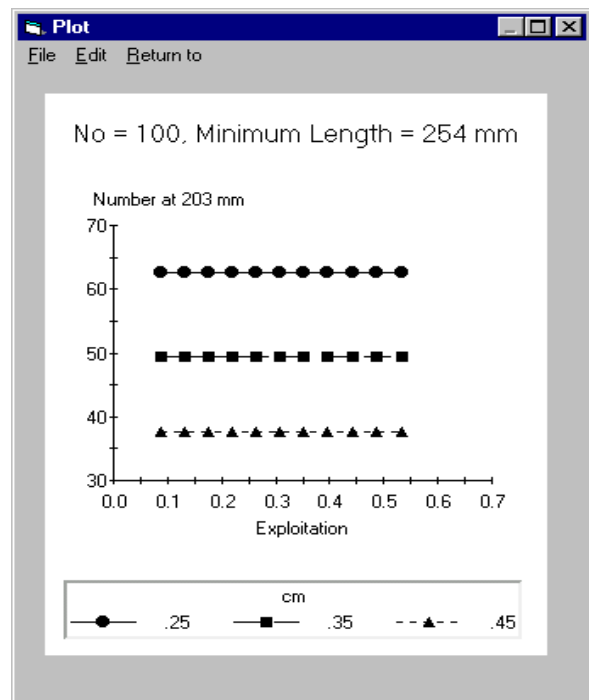 Plot
File Edit Return to
No = 100, Minimum Length = 254 mm
Number at 203 mm
70
60
50
40
30
0.0 0.1 0.2 0.3 0.4 0.5 0.6 0.7
Exploitation
cm
.25 .35 .45